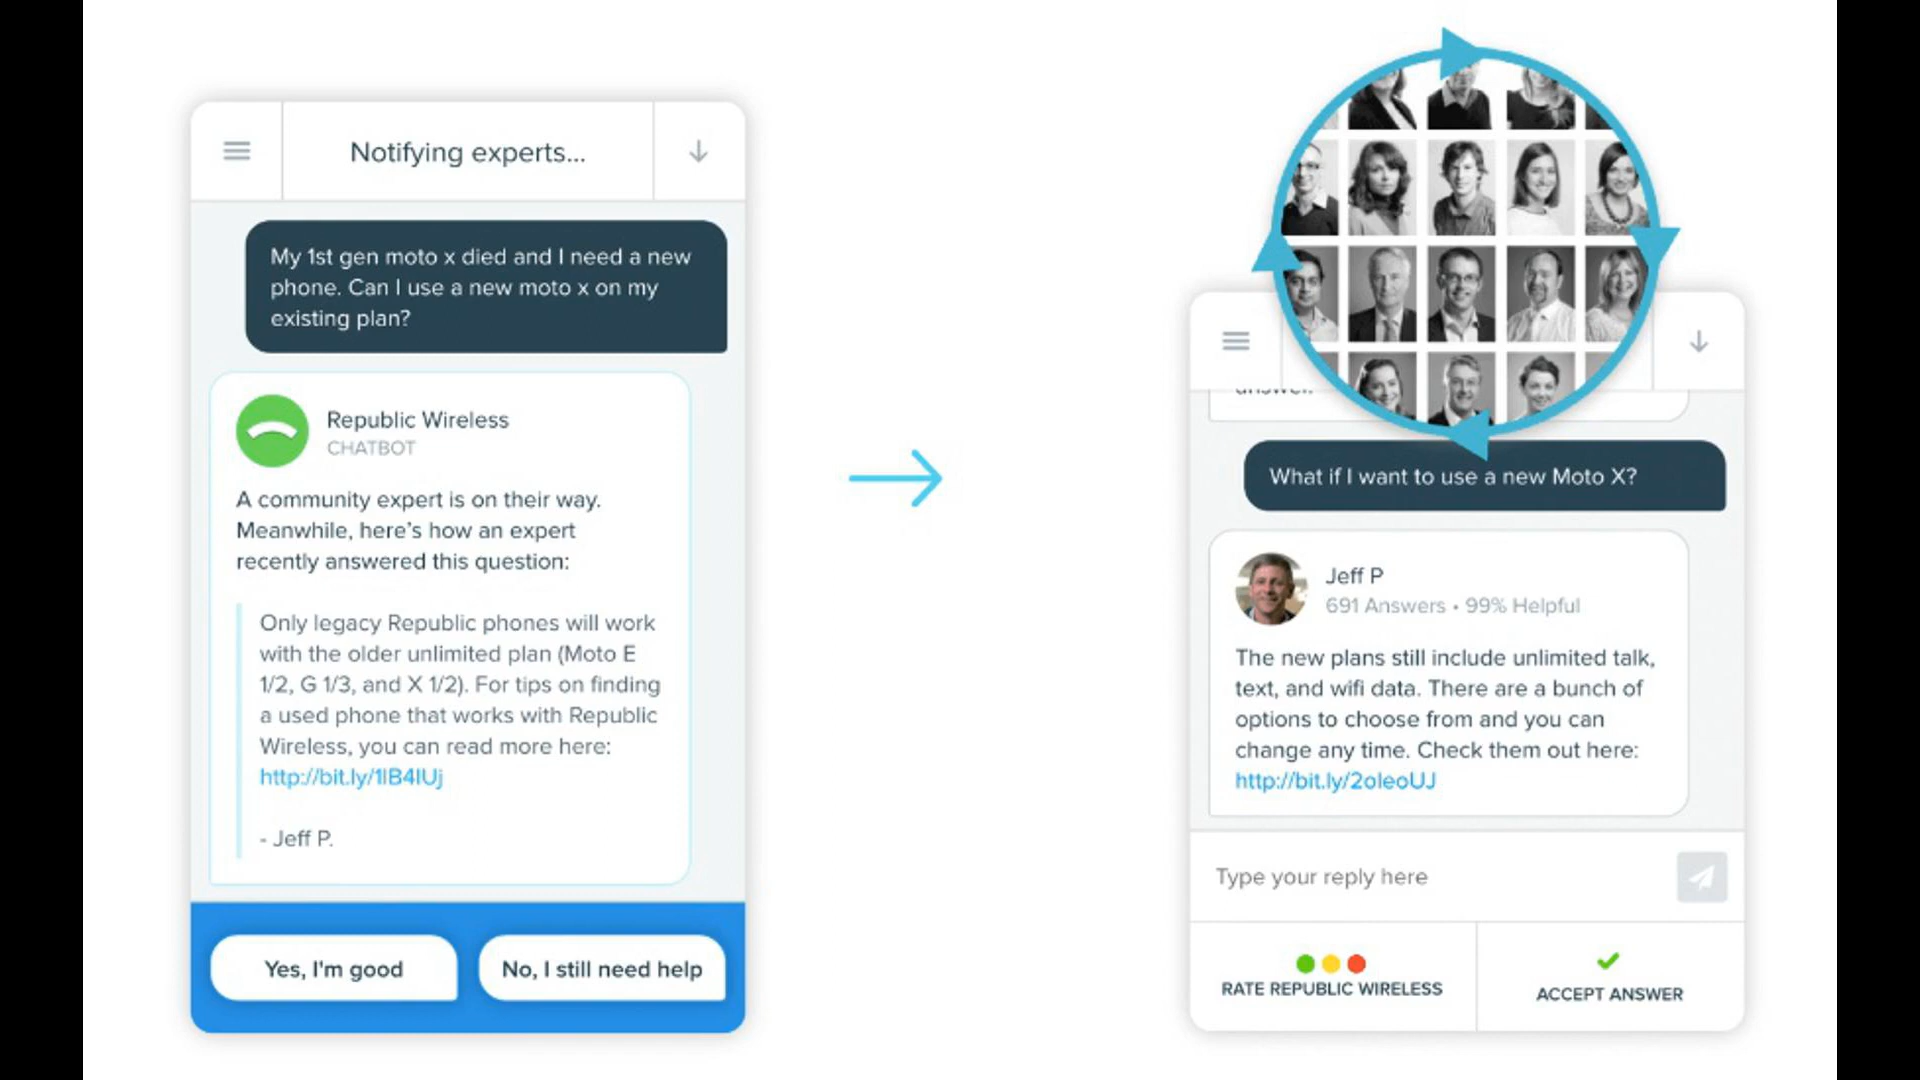 Notifying experts...
My 1st gen moto x died and I need a new
phone. Can I use a new moto x on my
existing plan?
Republic Wireless
CHATBOT
A community expert is on their way.
Meanwhile, here's how an expert
recently answered this question:
Only legacy Republic phones will work
with the older unlimited plan (Moto E
1/2, G 1/3, and X 1/2). For tips on finding
a used phone that works with Republic
Wireless, you can read more here:
http://bit.ly/1IB4IUj
- Jeff P.
Yes, I'm good
No, I still need help
answer.
What if I want to use a new Moto X?
Jeff P
691 Answers • 99% Helpful
The new plans still include unlimited talk,
text, and wifi data. There are a bunch of
options to choose from and you can
change any time. Check them out here:
http://bit.ly/2oleoUJ
Type your reply here
RATE REPUBLIC WIRELESS
ACCEPT ANSWER